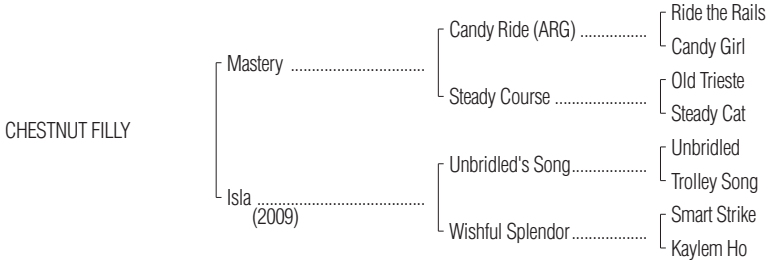 Ride the Rails
Candy Ride (ARG) ................
Candy Girl
Mastery ................................
Old Trieste
Steady Course ......................
Steady Cat
CHESTNUT FILLY
Unbridled
Unbridled's Song..................
Trolley Song
Isla ........................................
(2009)
Smart Strike
Wishful Splendor..................
Kaylem Ho